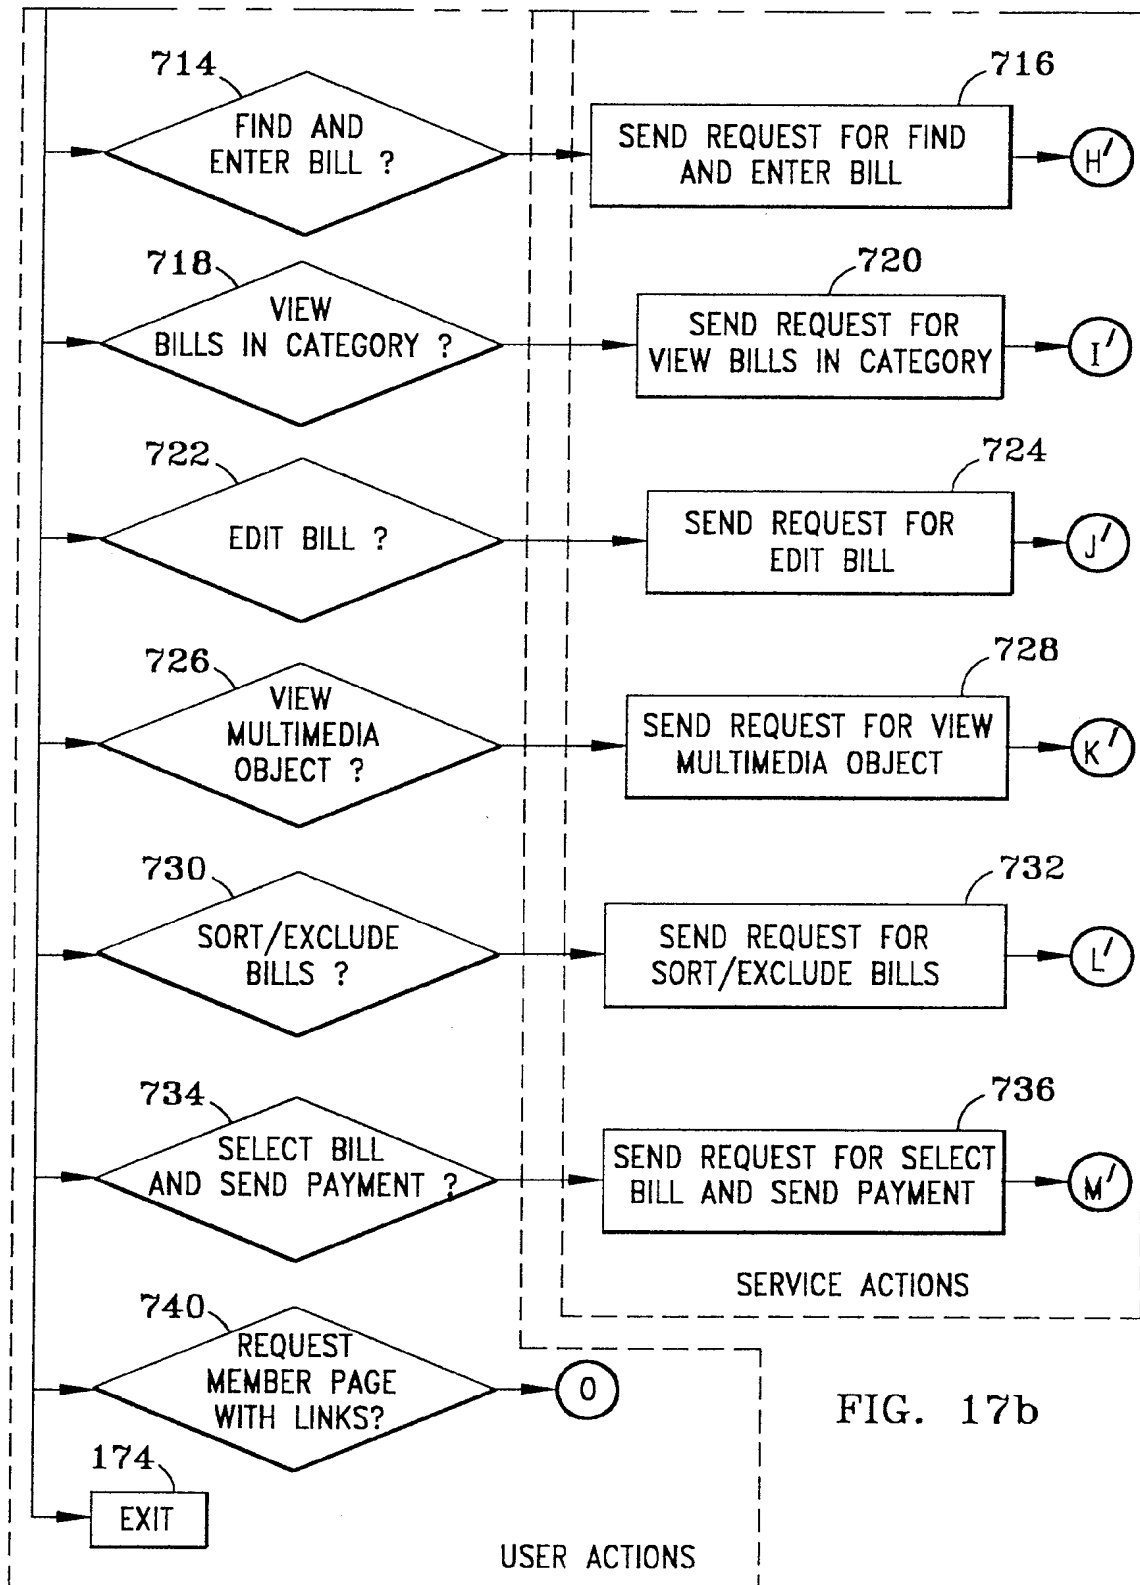 714
FIND AND
ENTER BILL ?
716
SEND REQUEST FOR FIND
AND ENTER BILL
H'
718
VIEW
BILLS IN CATEGORY ?
720
SEND REQUEST FOR
VIEW BILLS IN CATEGORY
I'
722
EDIT BILL ?
724
SEND REQUEST FOR
EDIT BILL
J'
726
VIEW
MULTIMEDIA
OBJECT ?
728
SEND REQUEST FOR VIEW
MULTIMEDIA OBJECT
K'
730
SORT/EXCLUDE
BILLS ?
732
SEND REQUEST FOR
SORT/EXCLUDE BILLS
L'
734
SELECT BILL
AND SEND PAYMENT ?
736
SEND REQUEST FOR SELECT
BILL AND SEND PAYMENT
M'
SERVICE ACTIONS
740
REQUEST
MEMBER PAGE
WITH LINKS?
O
FIG. 17b
174
EXIT
USER ACTIONS